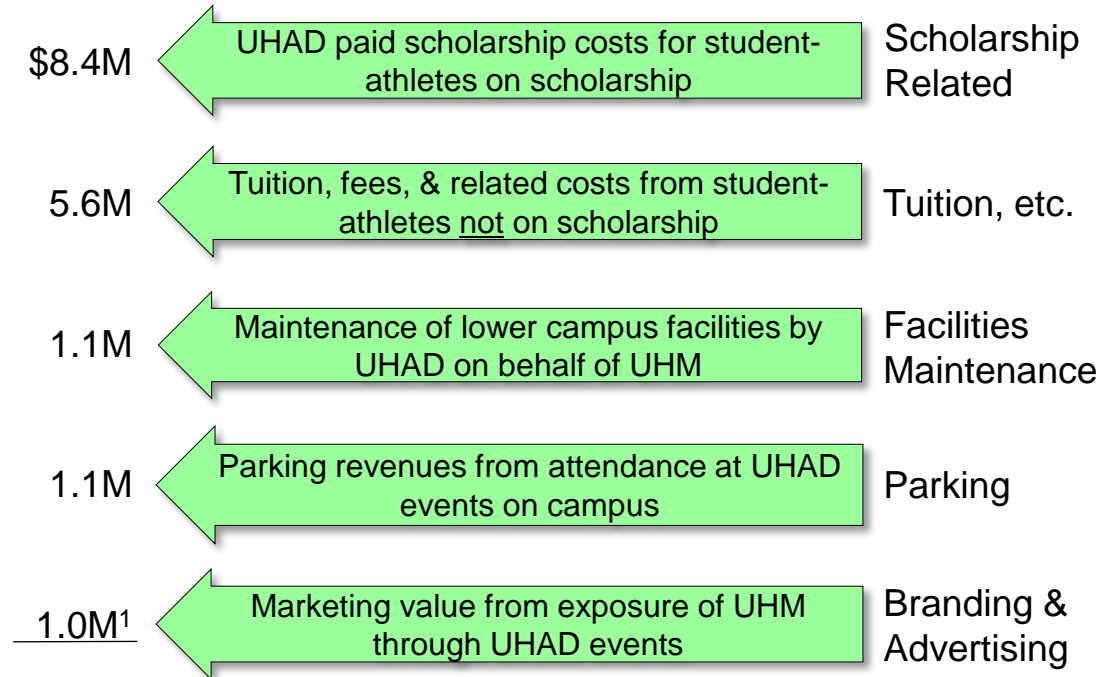 $8.4M
UHAD paid scholarship costs for student-
athletes on scholarship
Scholarship
Related
5.6M
Tuition, fees, & related costs from student-
athletes not on scholarship
Tuition, etc.
1.1M
Maintenance of lower campus facilities by
UHAD on behalf of UHM
Facilities
Maintenance
1.1M
Parking revenues from attendance at UHAD
events on campus
Parking
1.0M¹
Marketing value from exposure of UHM
through UHAD events
Branding &
Advertising